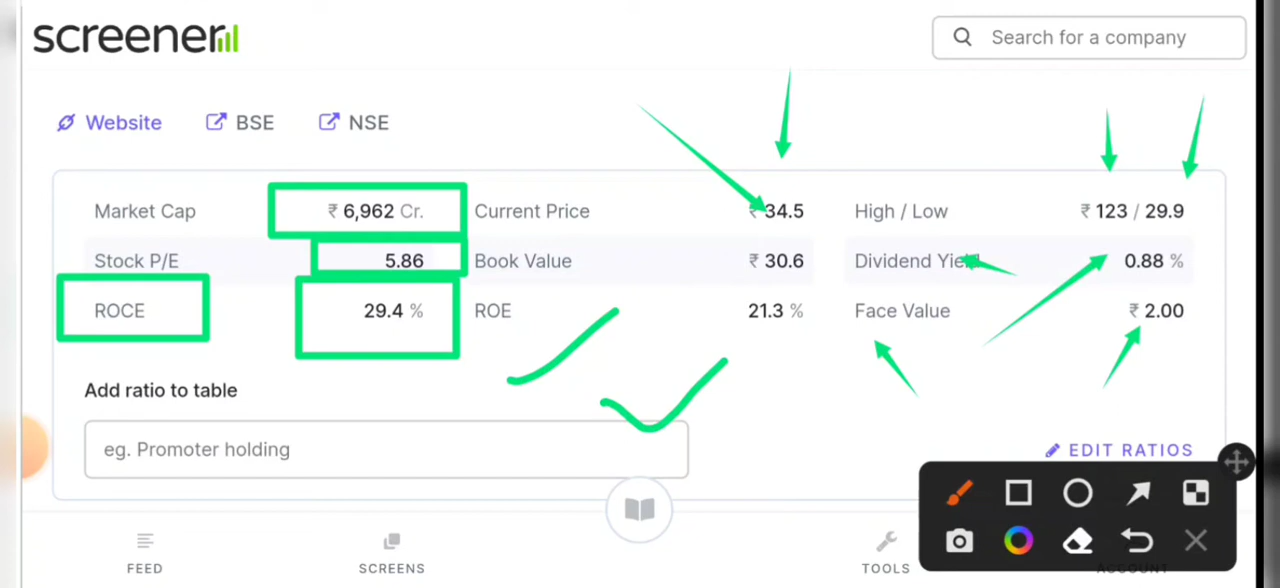 screener
Search for a company
Website BSE NSE
Market Cap ₹ 6,962 Cr. Current Price ₹ 34.5 High / Low ₹ 123 / 29.9
Stock P/E 5.86 Book Value ₹ 30.6 Dividend Yield 0.88 %
ROCE 29.4 % ROE 21.3 % Face Value ₹ 2.00
Add ratio to table
eg. Promoter holding
EDIT RATIOS
FEED SCREENS TOOLS ACCOUNT